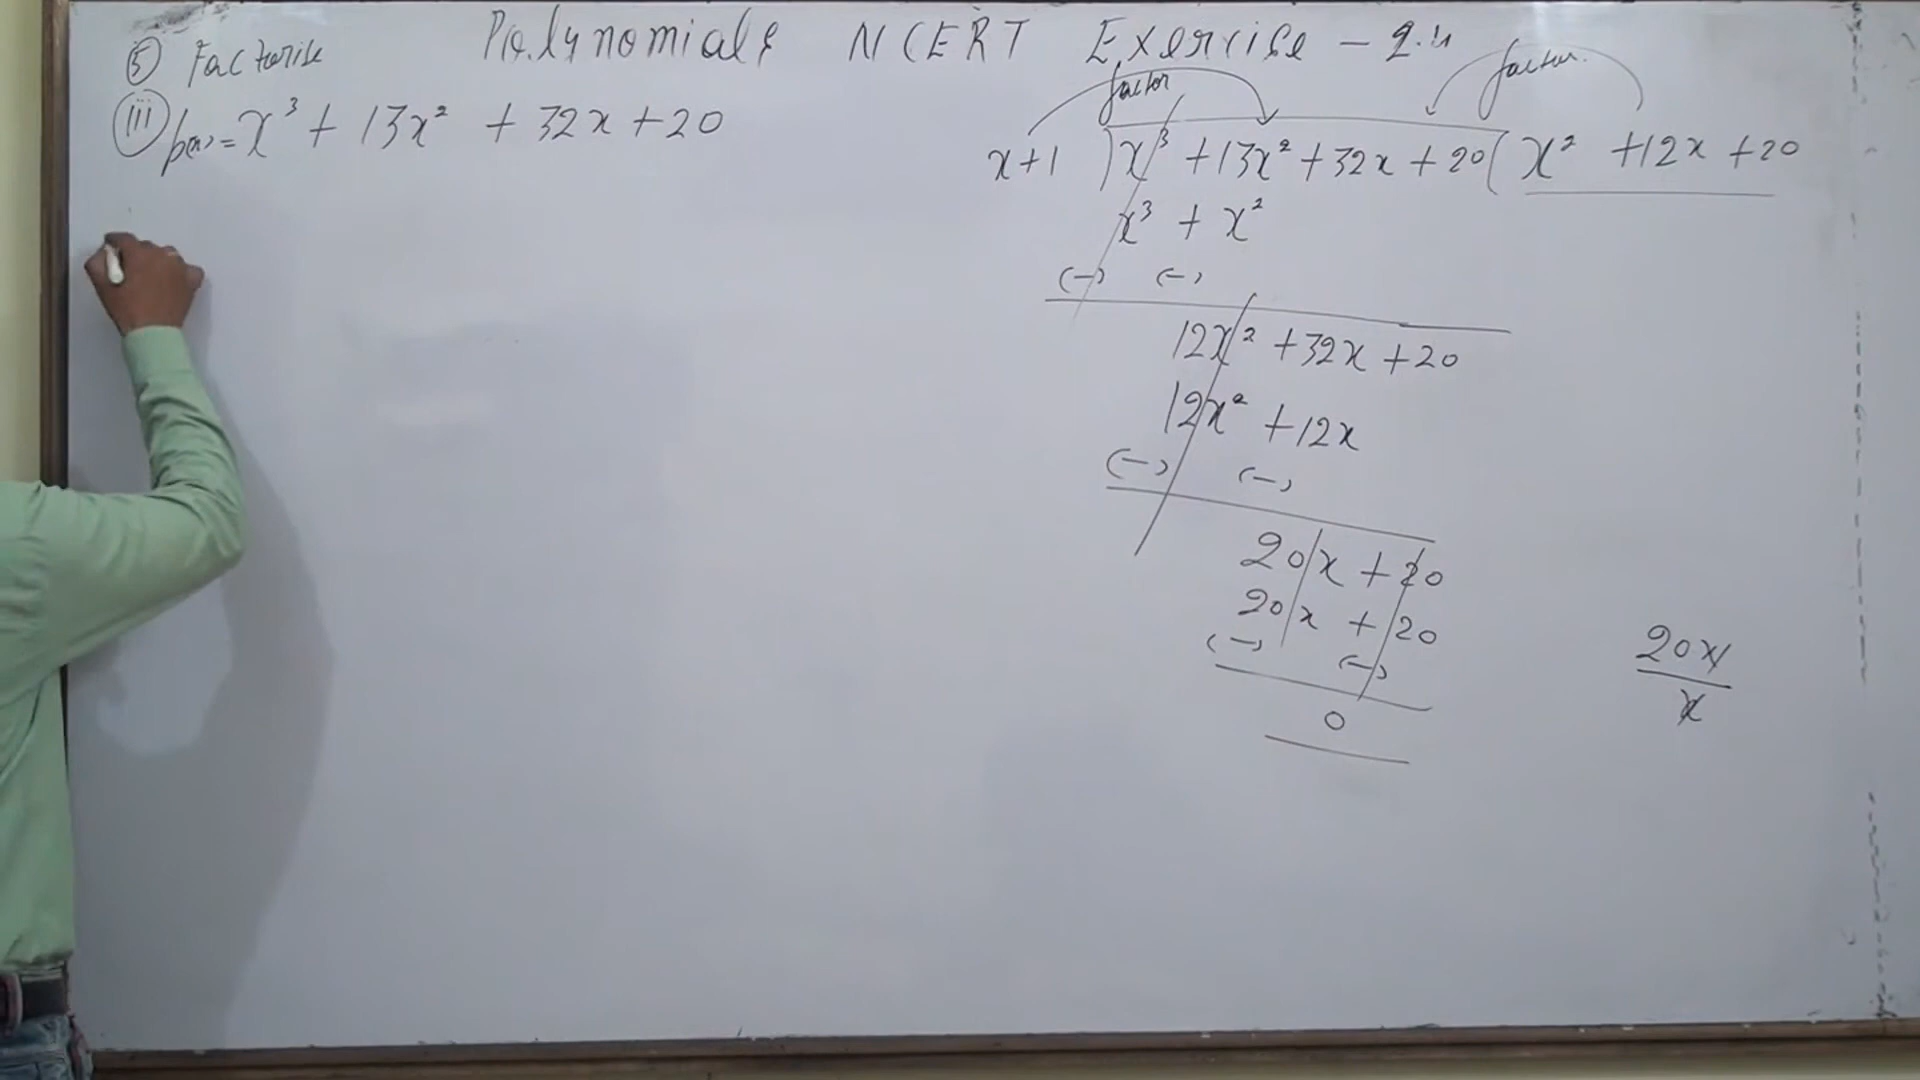 Polynomials NCERT Exercise - 2.4
⑤ Factorise
(iii) p(x) = x³ + 13x² + 32x + 20
factor factor.
x+1 ) x³ + 13x² + 32x + 20 ( x² + 12x + 20
x³ + x²
(-) (-)
12x² + 32x + 20
12x² + 12x
(-) (-)
20x + 20
20x + 20
(-) (-)
0
20x
x